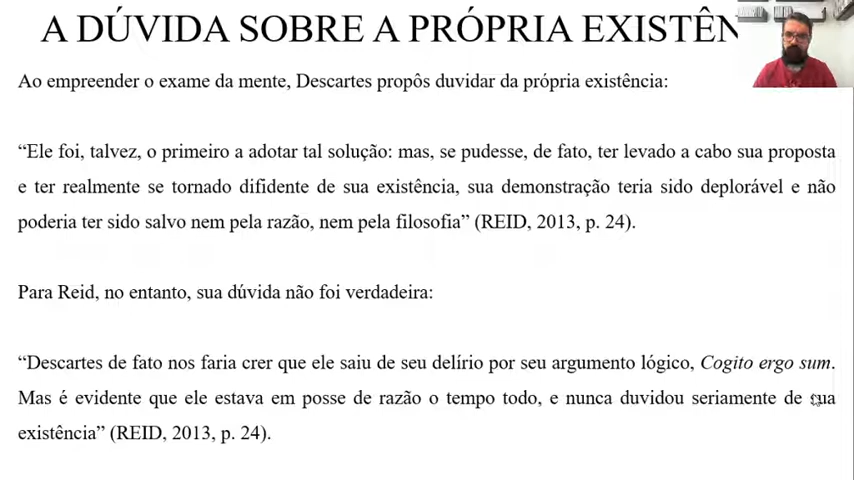 A DÚVIDA SOBRE A PRÓPRIA EXISTÊN
Ao empreender o exame da mente, Descartes propôs duvidar da própria existência:
“Ele foi, talvez, o primeiro a adotar tal solução: mas, se pudesse, de fato, ter levado a cabo sua proposta
e ter realmente se tornado difidente de sua existência, sua demonstração teria sido deplorável e não
poderia ter sido salvo nem pela razão, nem pela filosofia” (REID, 2013, p. 24).
Para Reid, no entanto, sua dúvida não foi verdadeira:
“Descartes de fato nos faria crer que ele saiu de seu delírio por seu argumento lógico, Cogito ergo sum.
Mas é evidente que ele estava em posse de razão o tempo todo, e nunca duvidou seriamente de sua
existência” (REID, 2013, p. 24).